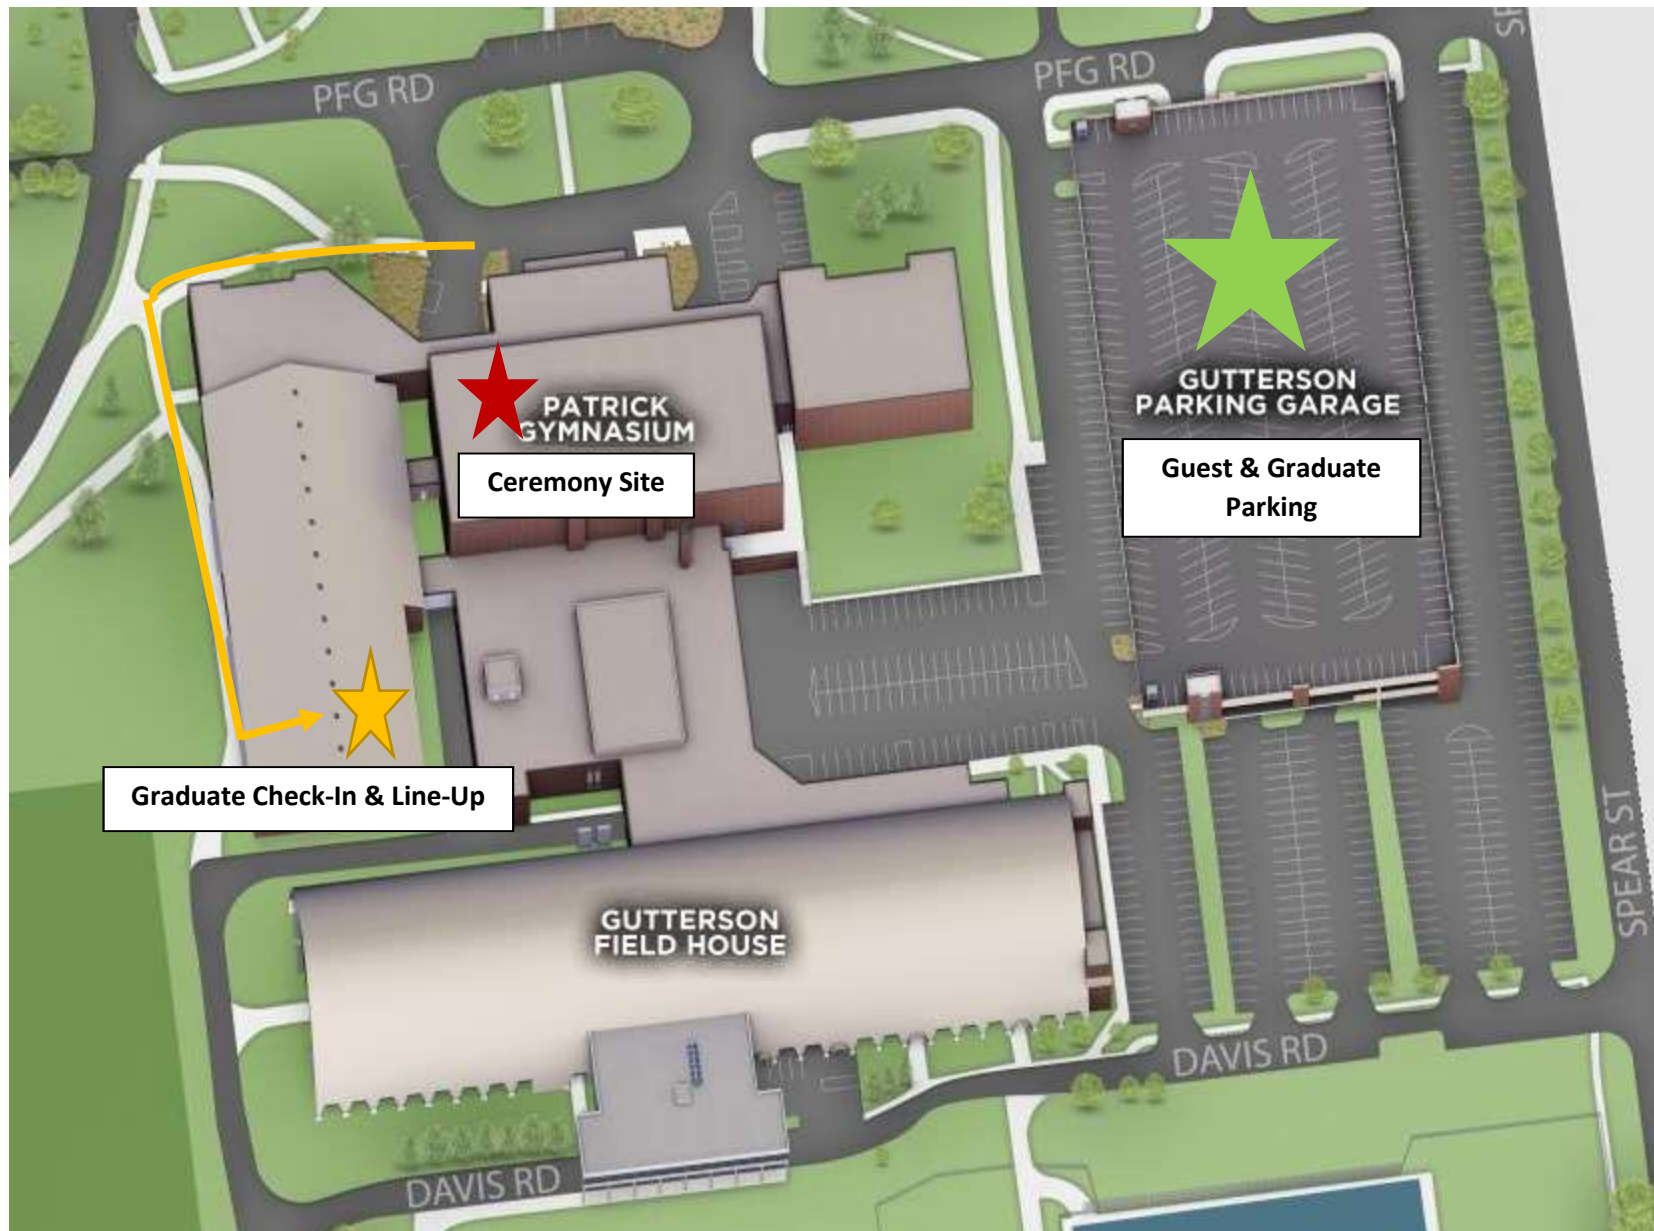 PFG RD
PFG RD
GUTTERSON
PARKING GARAGE
Guest & Graduate
Parking
PATRICK
GYMNASIUM
Ceremony Site
Graduate Check-In & Line-Up
GUTTERSON
FIELD HOUSE
SPEAR ST
DAVIS RD
DAVIS RD